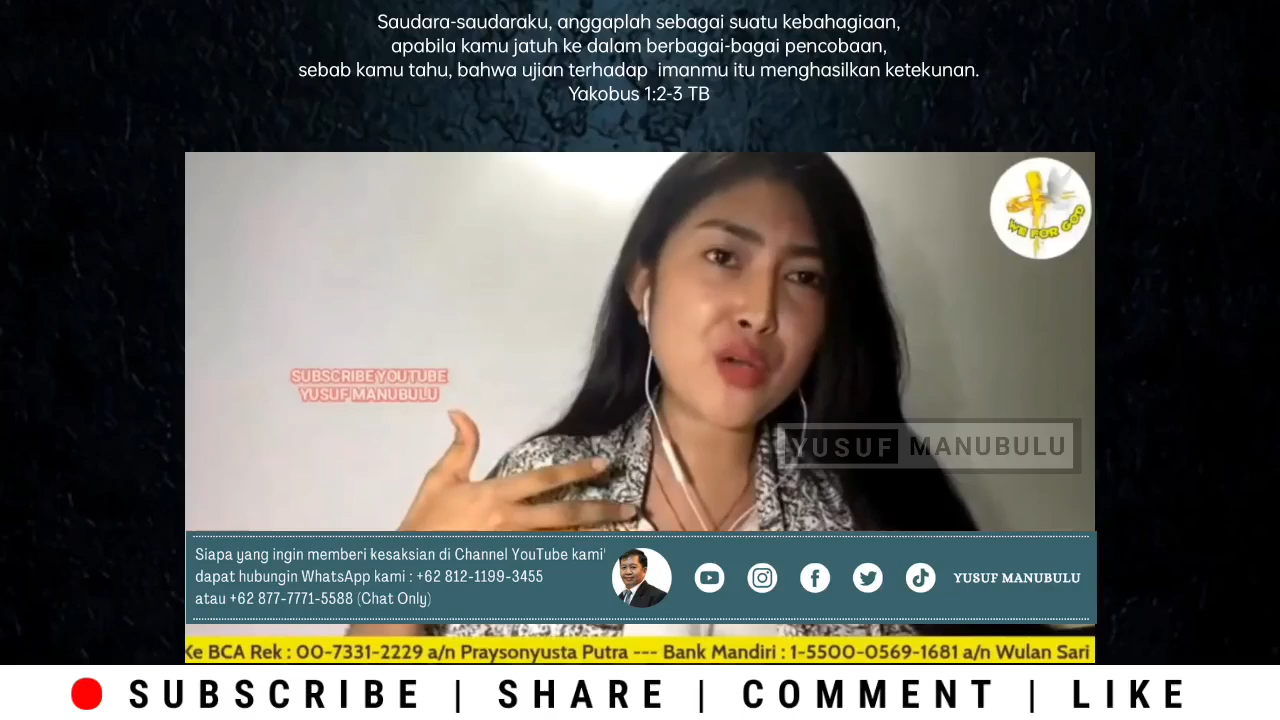 Saudara-saudaraku, anggaplah sebagai suatu kebahagiaan,
apabila kamu jatuh ke dalam berbagai-bagai pencobaan,
sebab kamu tahu, bahwa ujian terhadap imanmu itu menghasilkan ketekunan.
Yakobus 1:2-3 TB
WE FOR GOD
SUBSCRIBE YOUTUBE
YUSUF MANUBULU
YUSUF MANUBULU
Siapa yang ingin memberi kesaksian di Channel YouTube kami'
dapat hubungin WhatsApp kami : +62 812-1199-3455
atau +62 877-7771-5588 (Chat Only)
YUSUF MANUBULU
Ke BCA Rek : 00-7331-2229 a/n Praysonyusta Putra --- Bank Mandiri : 1-5500-0569-1681 a/n Wulan Sari
SUBSCRIBE | SHARE | COMMENT | LIKE